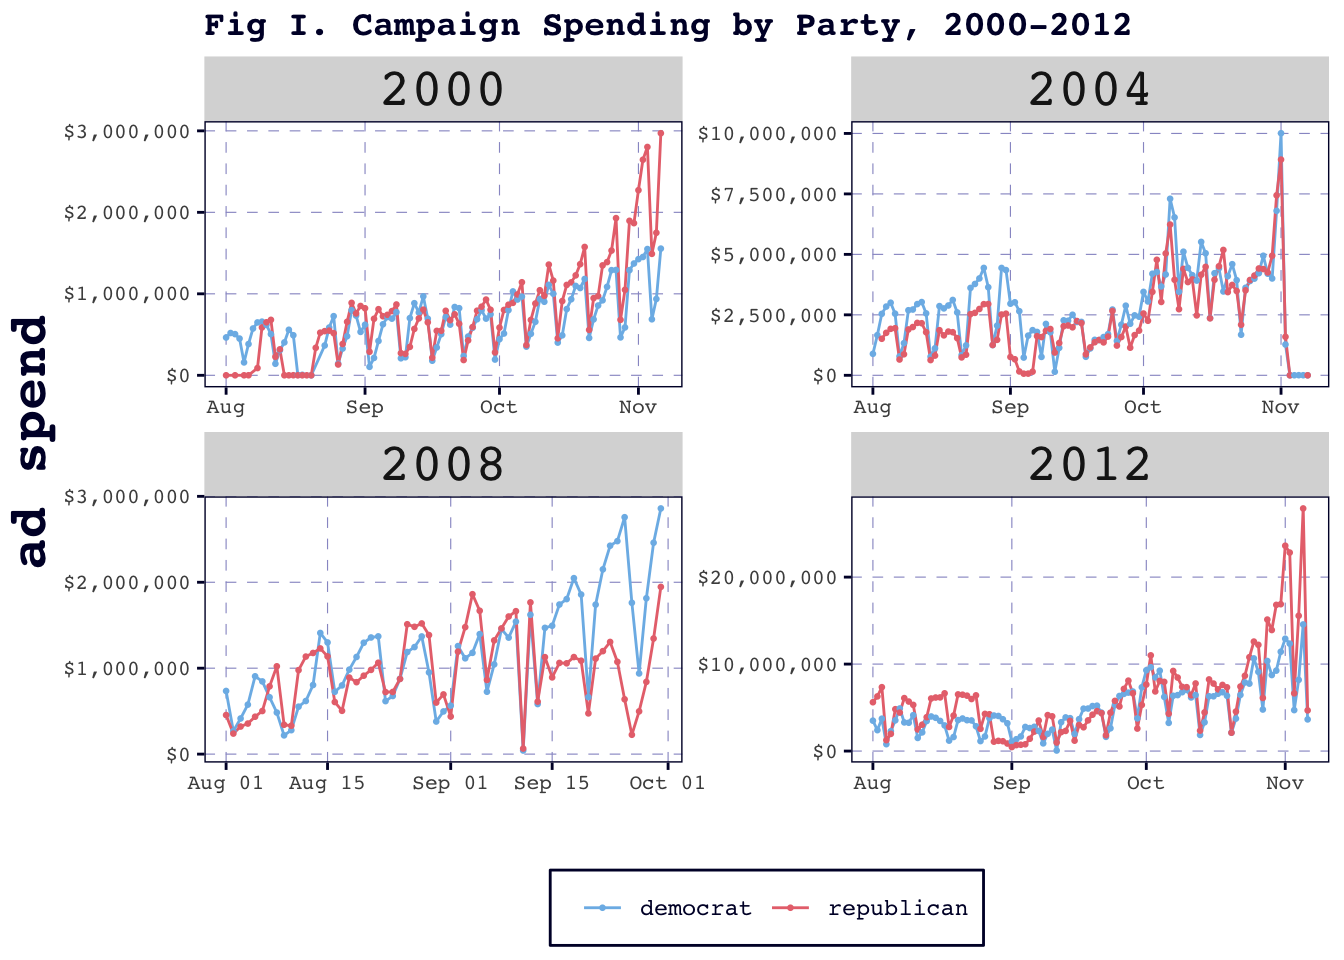 Fig I. Campaign Spending by Party, 2000-2012
2000
2004
$3,000,000
$2,000,000
$1,000,000
$0
$10,000,000
$7,500,000
$5,000,000
$2,500,000
$0
Aug Sep Oct Nov
Aug Sep Oct Nov
ad spend
2008
2012
$3,000,000
$2,000,000
$1,000,000
$0
$20,000,000
$10,000,000
$0
Aug 01 Aug 15 Sep 01 Sep 15 Oct 01
Aug Sep Oct Nov
democrat republican